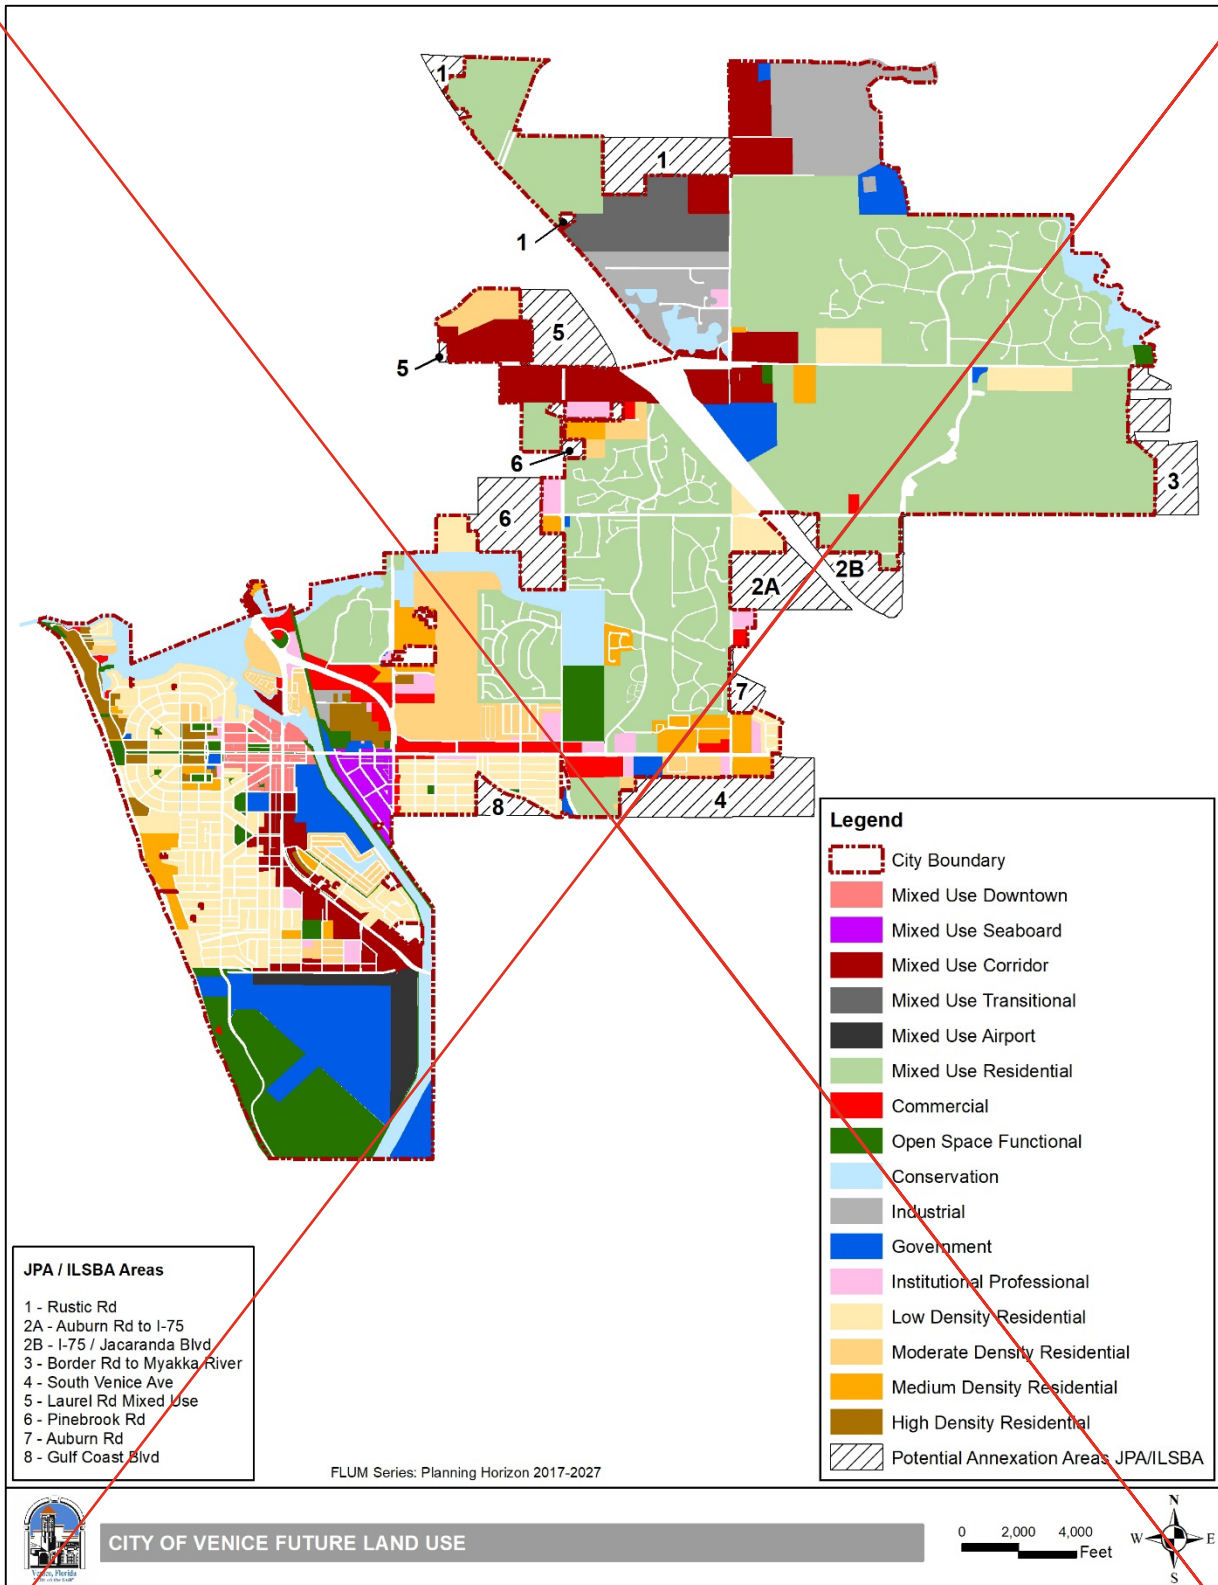 1
1
1
5
5
6
6
3
2A
2B
7
8
4
Legend
City Boundary
Mixed Use Downtown
Mixed Use Seaboard
Mixed Use Corridor
Mixed Use Transitional
Mixed Use Airport
Mixed Use Residential
Commercial
Open Space Functional
Conservation
Industrial
Government
Institutional Professional
Low Density Residential
Moderate Density Residential
Medium Density Residential
High Density Residential
Potential Annexation Areas JPA/ILSBA
JPA / ILSBA Areas
1 - Rustic Rd
2A - Auburn Rd to I-75
2B - I-75 / Jacaranda Blvd
3 - Border Rd to Myakka River
4 - South Venice Ave
5 - Laurel Rd Mixed Use
6 - Pinebrook Rd
7 - Auburn Rd
8 - Gulf Coast Blvd
FLUM Series: Planning Horizon 2017-2027
Venice, Florida
CITY OF VENICE FUTURE LAND USE
0 2,000 4,000
Feet
N
W E
S